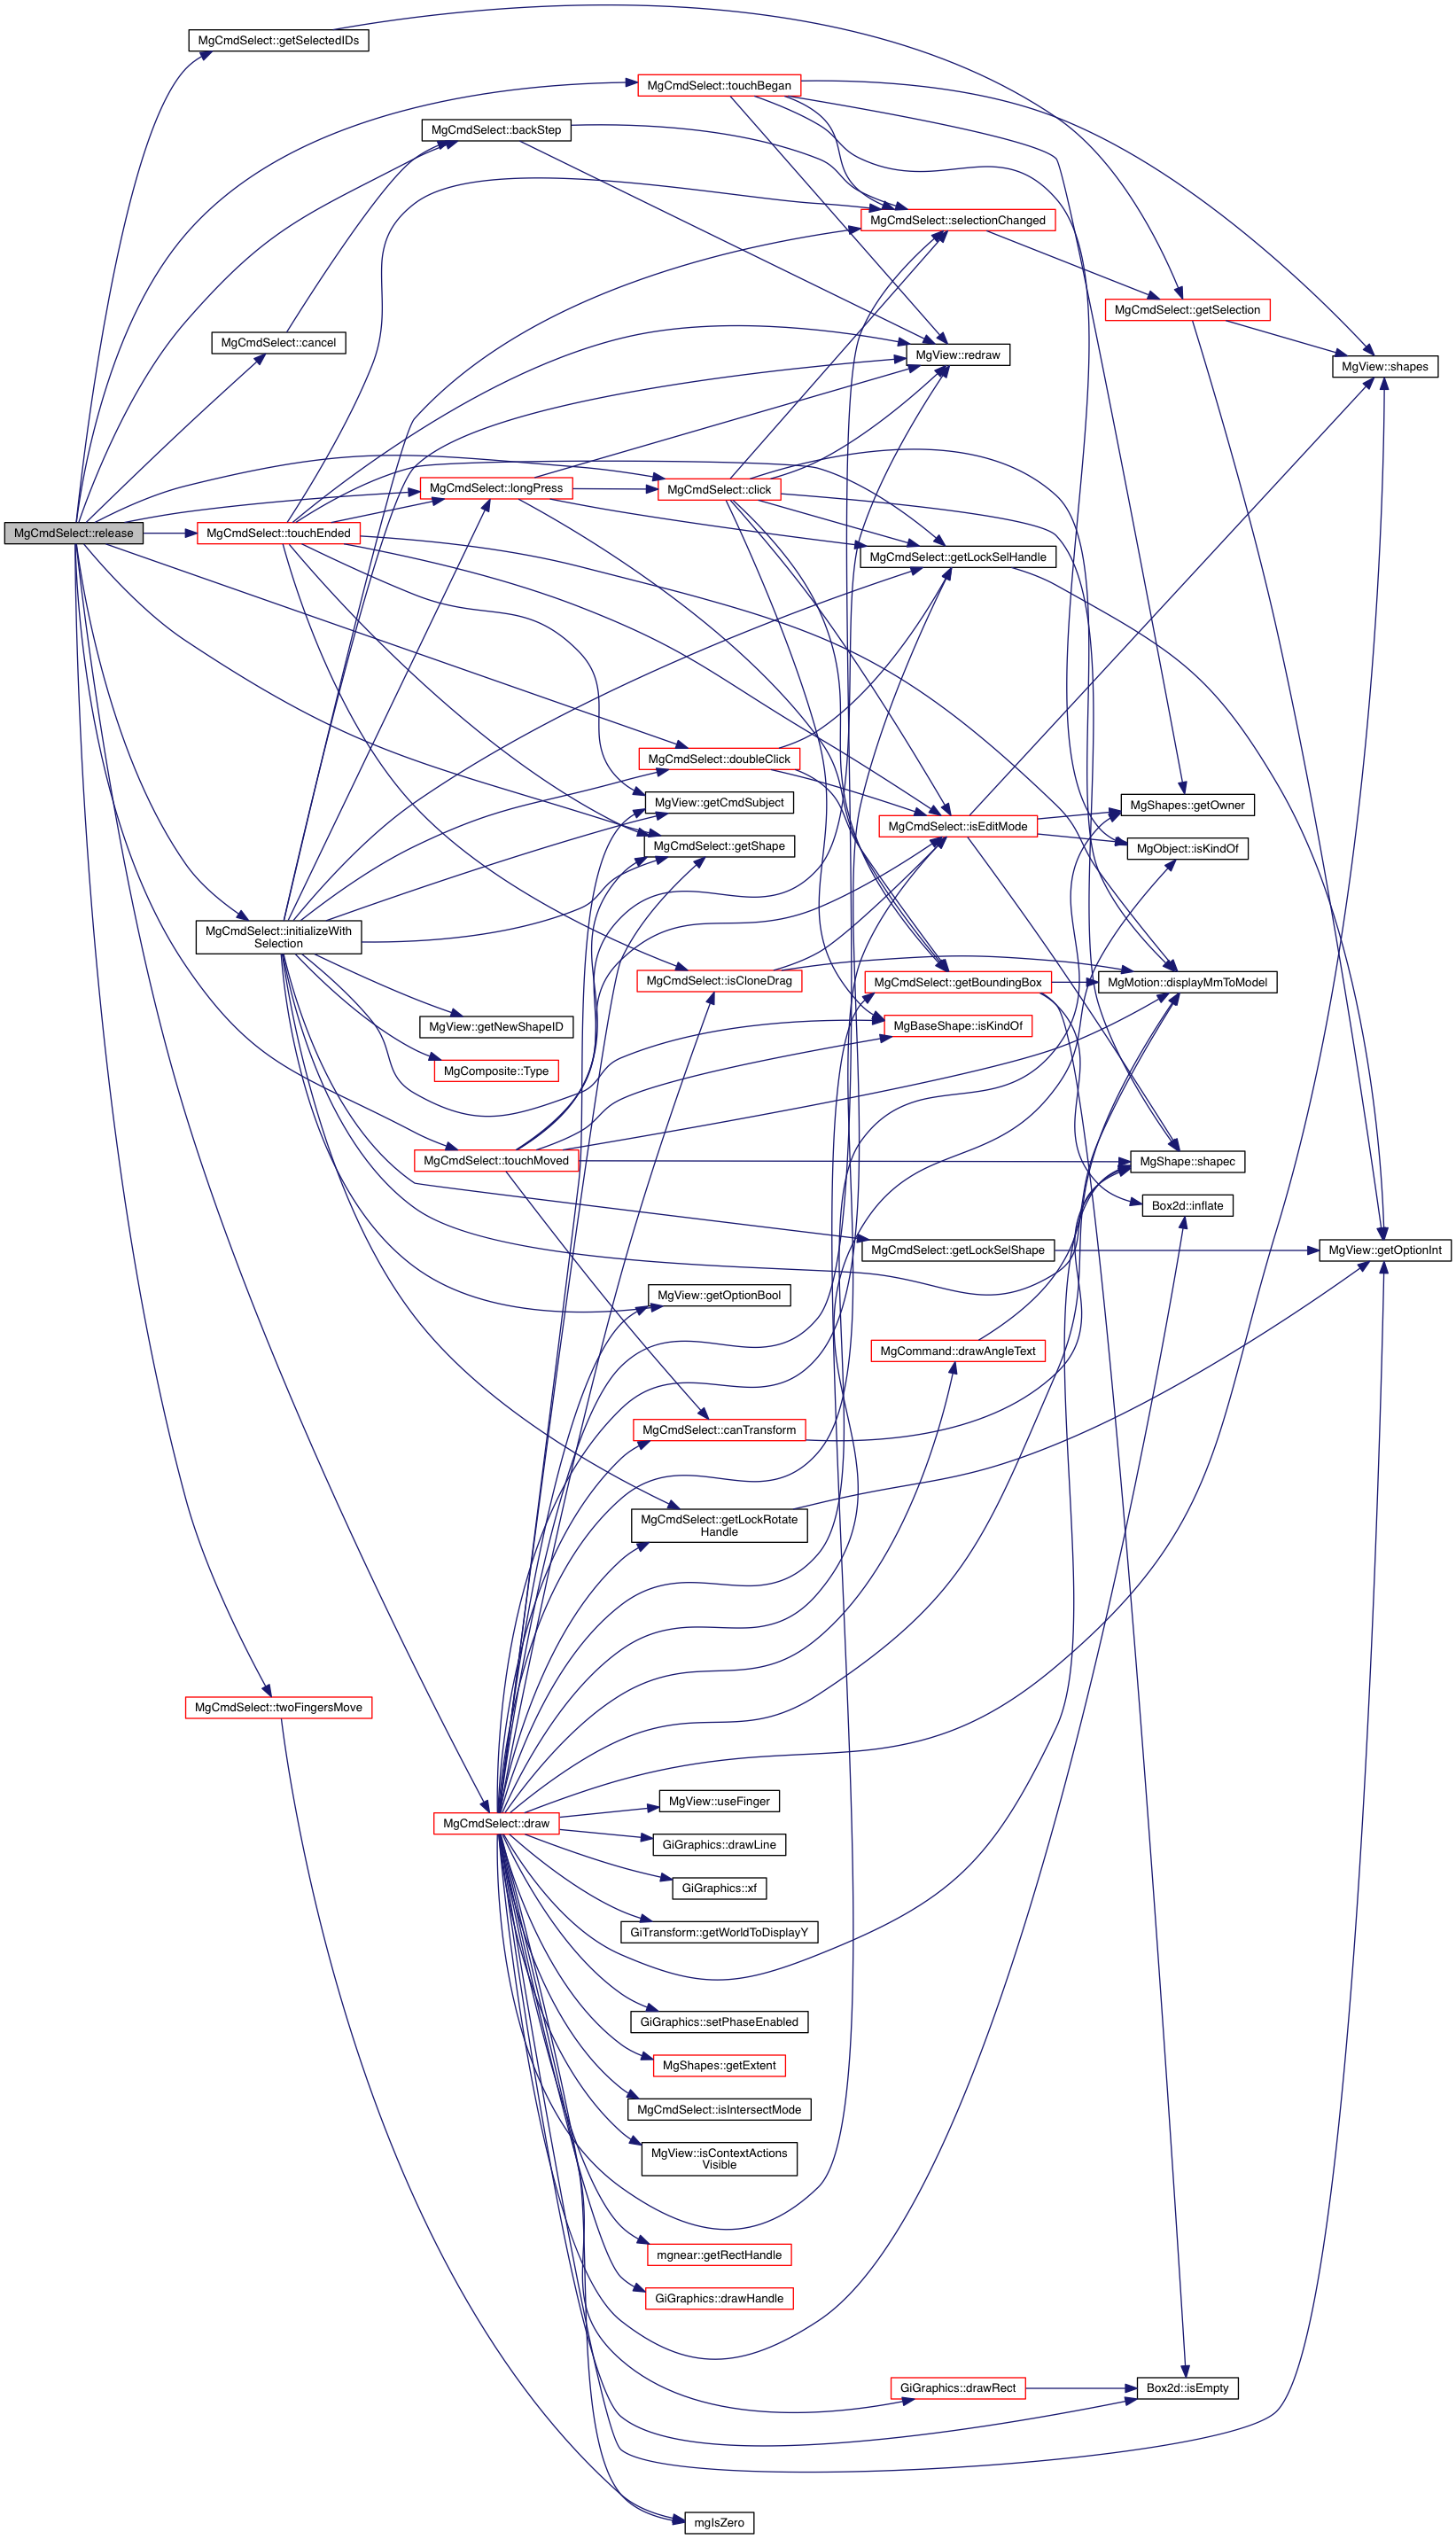 MgCmdSelect::getSelectedIDs
MgCmdSelect::touchBegan
MgCmdSelect::backStep
MgCmdSelect::selectionChanged
MgCmdSelect::getSelection
MgCmdSelect::cancel
MgView::redraw
MgView::shapes
MgCmdSelect::longPress
MgCmdSelect::click
MgCmdSelect::release
MgCmdSelect::touchEnded
MgCmdSelect::getLockSelHandle
MgCmdSelect::doubleClick
MgView::getCmdSubject
MgShapes::getOwner
MgCmdSelect::isEditMode
MgCmdSelect::getShape
MgObject::isKindOf
MgCmdSelect::initializeWith
Selection
MgCmdSelect::isCloneDrag
MgCmdSelect::getBoundingBox
MgMotion::displayMmToModel
MgView::getNewShapeID
MgBaseShape::isKindOf
MgComposite::Type
MgCmdSelect::touchMoved
MgShape::shapec
Box2d::inflate
MgCmdSelect::getLockSelShape
MgView::getOptionInt
MgView::getOptionBool
MgCommand::drawAngleText
MgCmdSelect::canTransform
MgCmdSelect::getLockRotate
Handle
MgCmdSelect::twoFingersMove
MgView::useFinger
MgCmdSelect::draw
GiGraphics::drawLine
GiGraphics::xf
GiTransform::getWorldToDisplayY
GiGraphics::setPhaseEnabled
MgShapes::getExtent
MgCmdSelect::isIntersectMode
MgView::isContextActions
Visible
mgnear::getRectHandle
GiGraphics::drawHandle
GiGraphics::drawRect
Box2d::isEmpty
mgIsZero